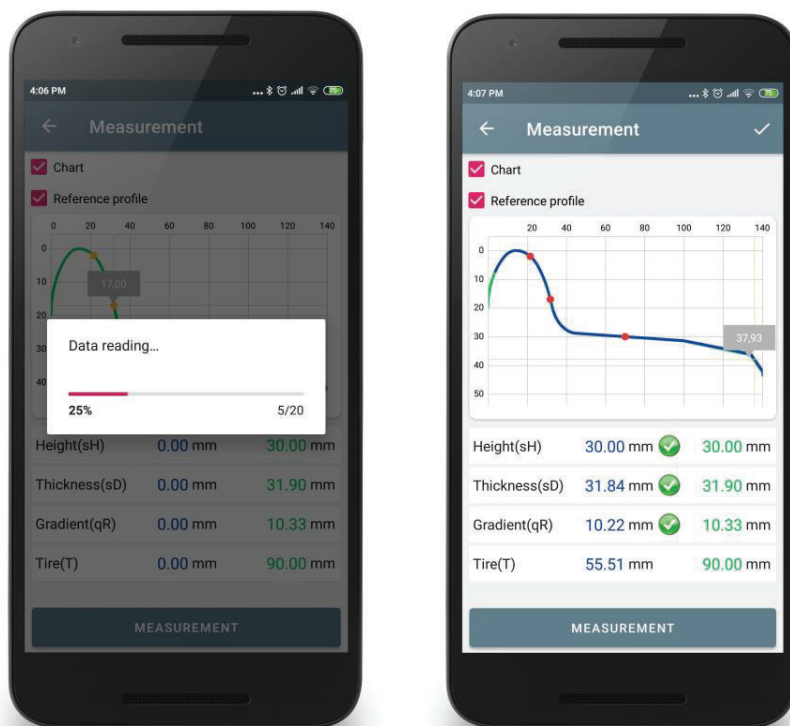 4:06 PM
... 75
Measurement
Chart
Reference profile
0 20 40 60 80 100 120 140
0
10
17,00
20
30
40
Data reading...
25% 5/20
Height(sH) 0.00 mm 30.00 mm
Thickness(sD) 0.00 mm 31.90 mm
Gradient(qR) 0.00 mm 10.33 mm
Tire(T) 0.00 mm 90.00 mm
MEASUREMENT
4:07 PM
... 75
Measurement
Chart
Reference profile
20 40 60 80 100 120 140
0
10
20
30
37,93
40
50
Height(sH) 30.00 mm 30.00 mm
Thickness(sD) 31.84 mm 31.90 mm
Gradient(qR) 10.22 mm 10.33 mm
Tire(T) 55.51 mm 90.00 mm
MEASUREMENT